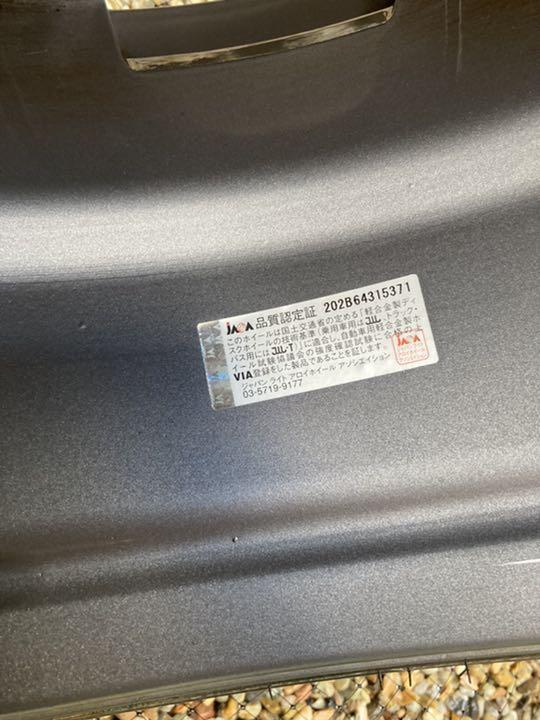 JAWA 品質認定証 202B64315371
このホイールは国土交通省の定める「軽合金製ディ
スクホイールの技術基準（乗用車用はJWL、トラック・
バス用にはJWL-T）」に適合し、自動車用軽合金製ホ
イール試験協議会の強度確認試験に合格の上
VIA登録をした製品であることを証します。
ジャパン ライト アロイホイール アソシエイション
03-5719-9177
JAWA